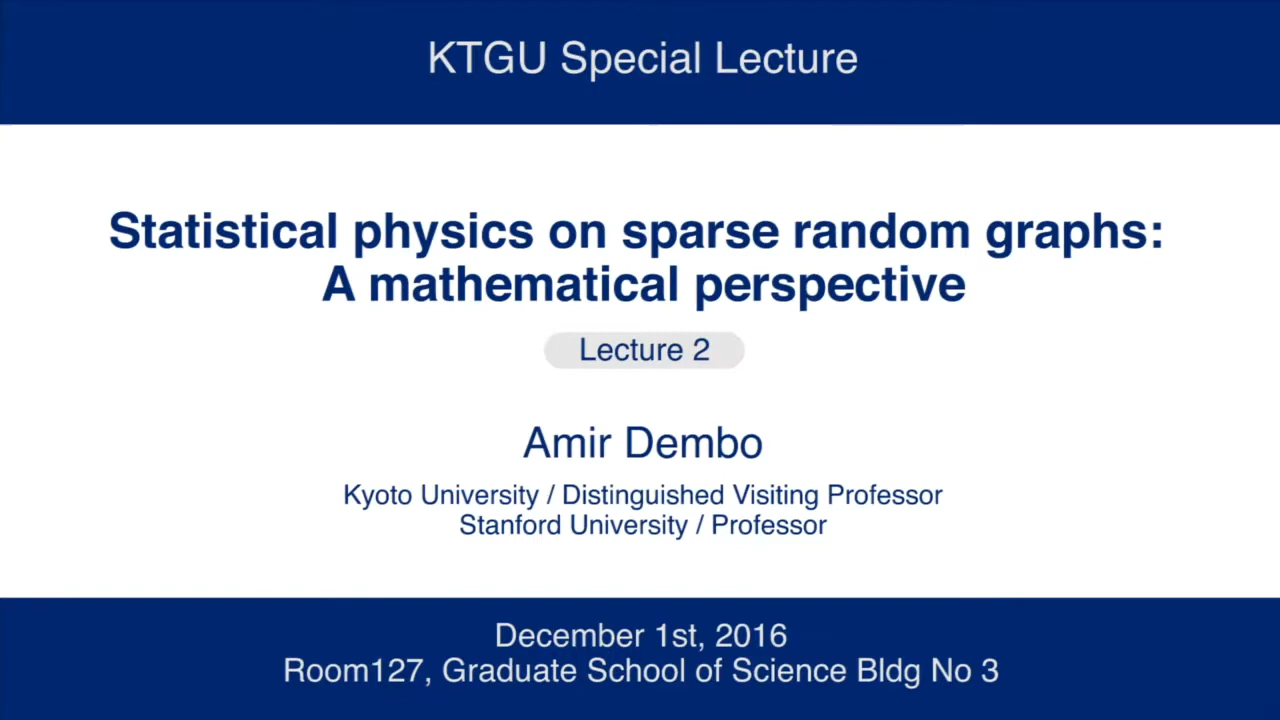 KTGU Special Lecture
Statistical physics on sparse random graphs:
A mathematical perspective
Lecture 2
Amir Dembo
Kyoto University / Distinguished Visiting Professor
Stanford University / Professor
December 1st, 2016
Room127, Graduate School of Science Bldg No 3